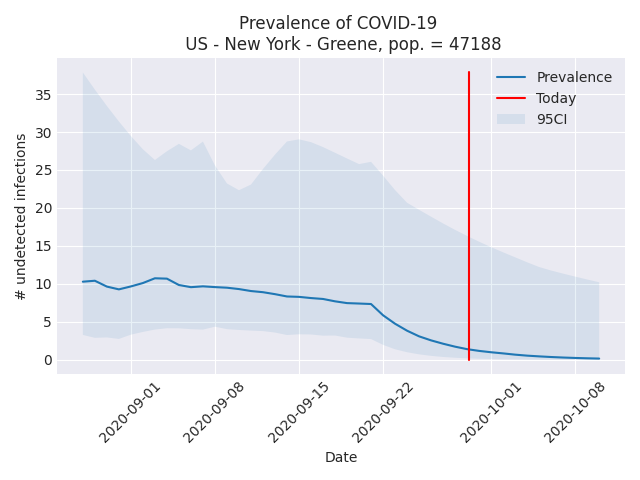 Prevalence of COVID-19
US - New York - Greene, pop. = 47188
Prevalence
Today
95CI
# undetected infections
35
30
25
20
15
10
5
0
2020-09-01
2020-09-08
2020-09-15
2020-09-22
2020-10-01
2020-10-08
Date